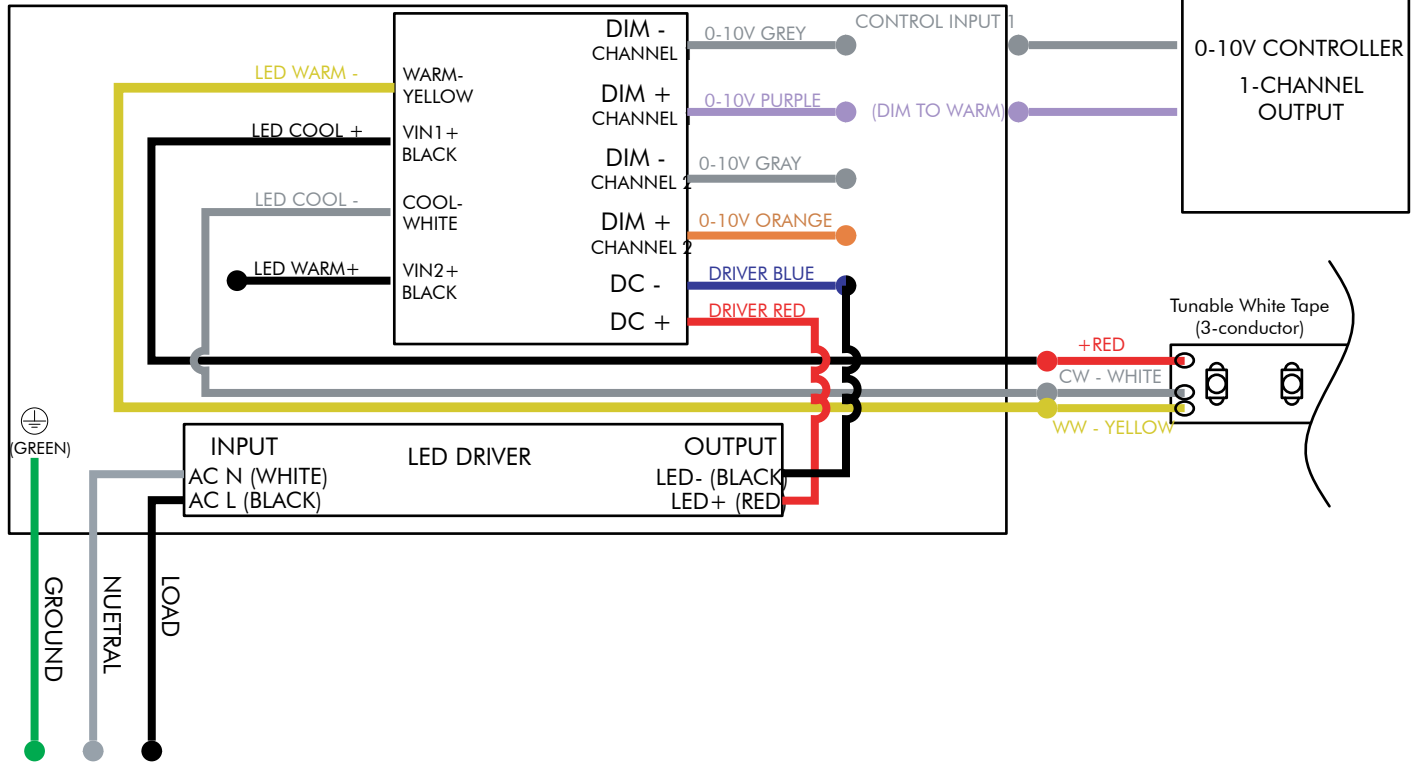 DIM -
CHANNEL 1
0-10V GREY
CONTROL INPUT 1
0-10V CONTROLLER
1-CHANNEL
OUTPUT
LED WARM -
WARM-
YELLOW
DIM +
CHANNEL 1
0-10V PURPLE
(DIM TO WARM)
LED COOL +
VIN1+
BLACK
DIM -
CHANNEL 2
0-10V GRAY
LED COOL -
COOL-
WHITE
DIM +
CHANNEL 2
0-10V ORANGE
LED WARM+
VIN2+
BLACK
DC -
DRIVER BLUE
DC +
DRIVER RED
Tunable White Tape
(3-conductor)
+RED
CW - WHITE
WW - YELLOW
(GREEN)
INPUT
AC N (WHITE)
AC L (BLACK)
LED DRIVER
OUTPUT
LED- (BLACK)
LED+ (RED)
GROUND
NUETRAL
LOAD